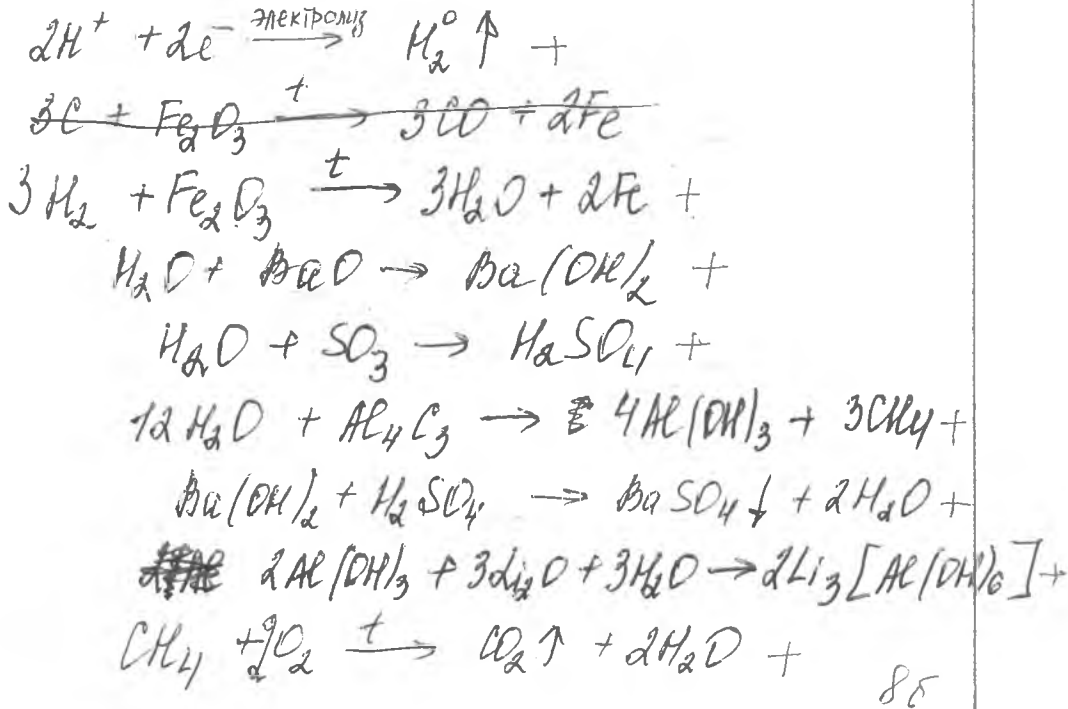 2H⁺ + 2e⁻ →(электролиз) H₂⁰↑ +
3C + Fe₂O₃ →(t) 3CO + 2Fe
3H₂ + Fe₂O₃ →(t) 3H₂O + 2Fe +
H₂O + BaO → Ba(OH)₂ +
H₂O + SO₃ → H₂SO₄ +
12H₂O + Al₄C₃ → 4Al(OH)₃ + 3CH₄ +
Ba(OH)₂ + H₂SO₄ → BaSO₄↓ + 2H₂O +
2Al(OH)₃ + 3Li₂O + 3H₂O → 2Li₃[Al(OH)₆] +
CH₄ + 2O₂ →(t) CO₂↑ + 2H₂O +
8б